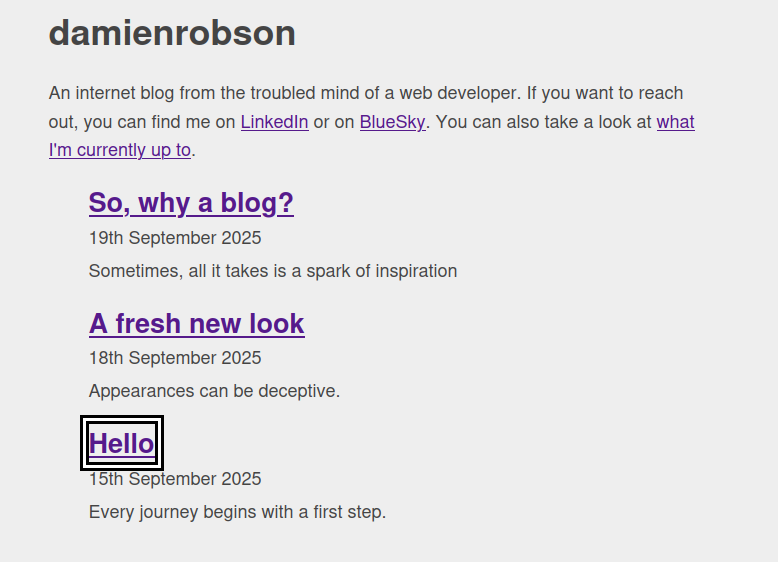 damienrobson
An internet blog from the troubled mind of a web developer. If you want to reach
out, you can find me on LinkedIn or on BlueSky. You can also take a look at what
I'm currently up to.
So, why a blog?
19th September 2025
Sometimes, all it takes is a spark of inspiration
A fresh new look
18th September 2025
Appearances can be deceptive.
Hello
15th September 2025
Every journey begins with a first step.